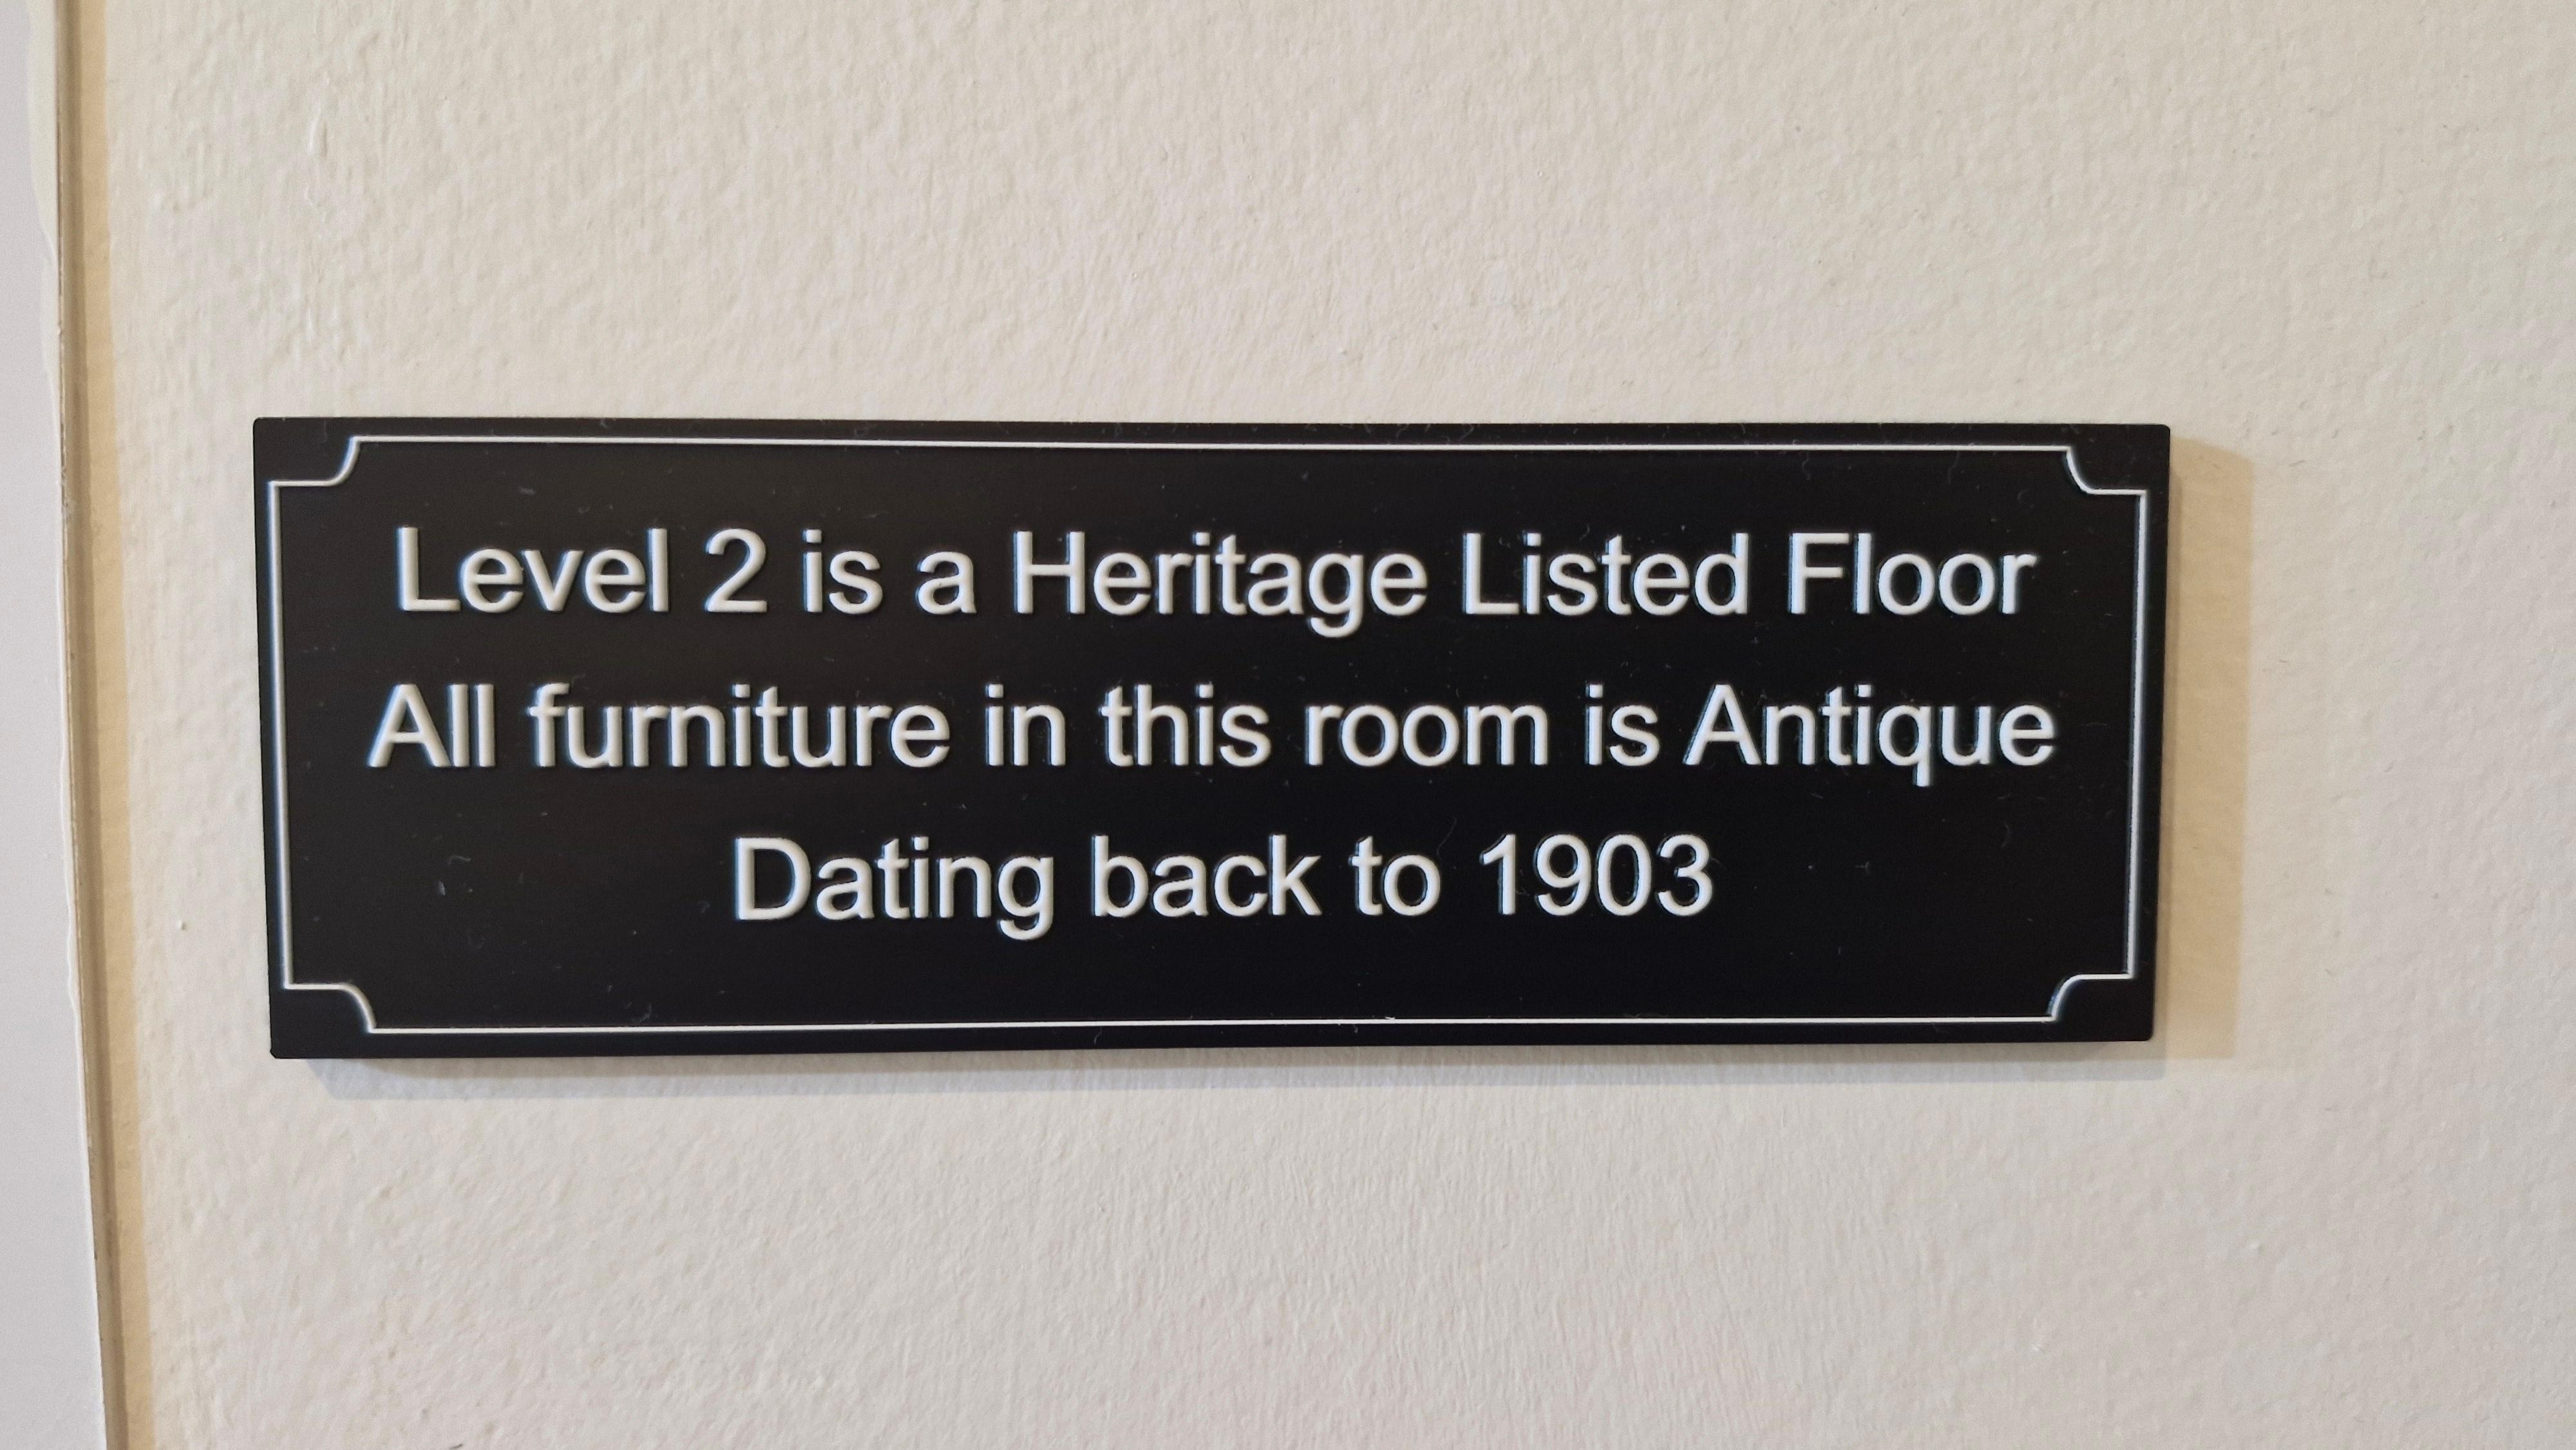 Level 2 is a Heritage Listed Floor
All furniture in this room is Antique
Dating back to 1903